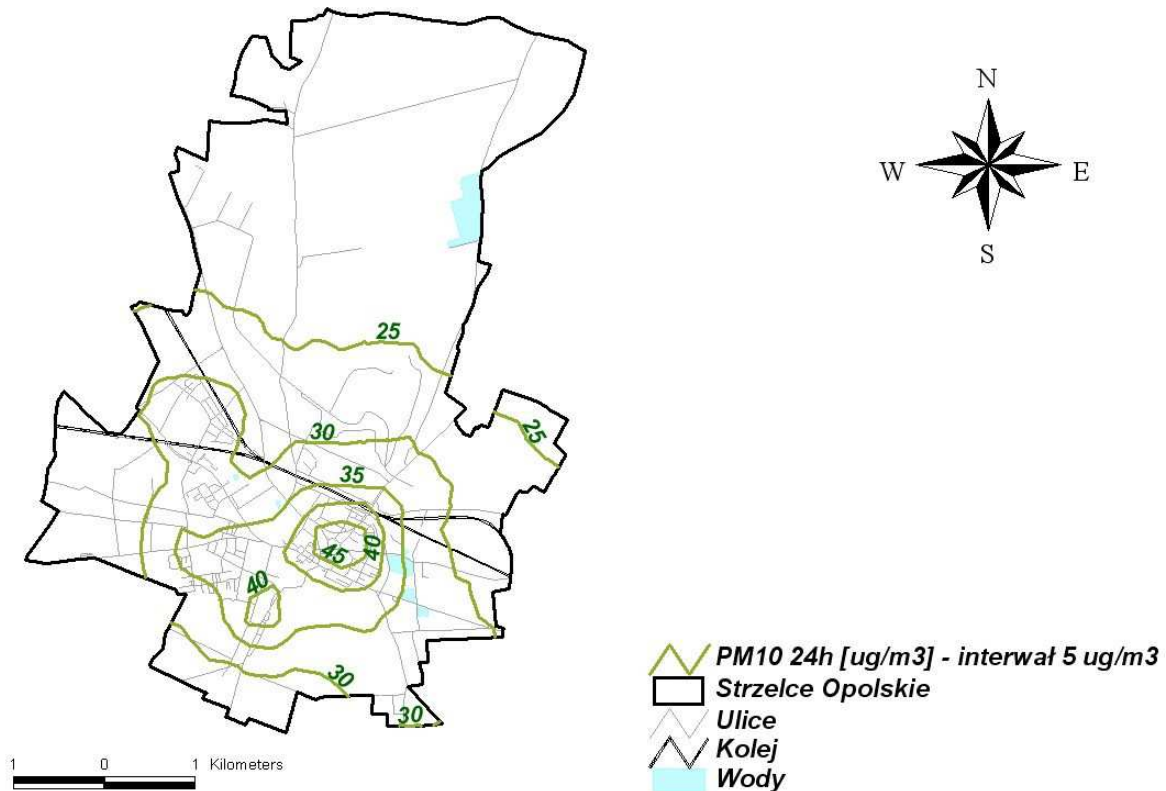 N
W E
S
25
25
30
35
40
45
40
30
30
PM10 24h [ug/m3] - interwał 5 ug/m3
Strzelce Opolskie
Ulice
Kolej
Wody
1 0 1 Kilometers